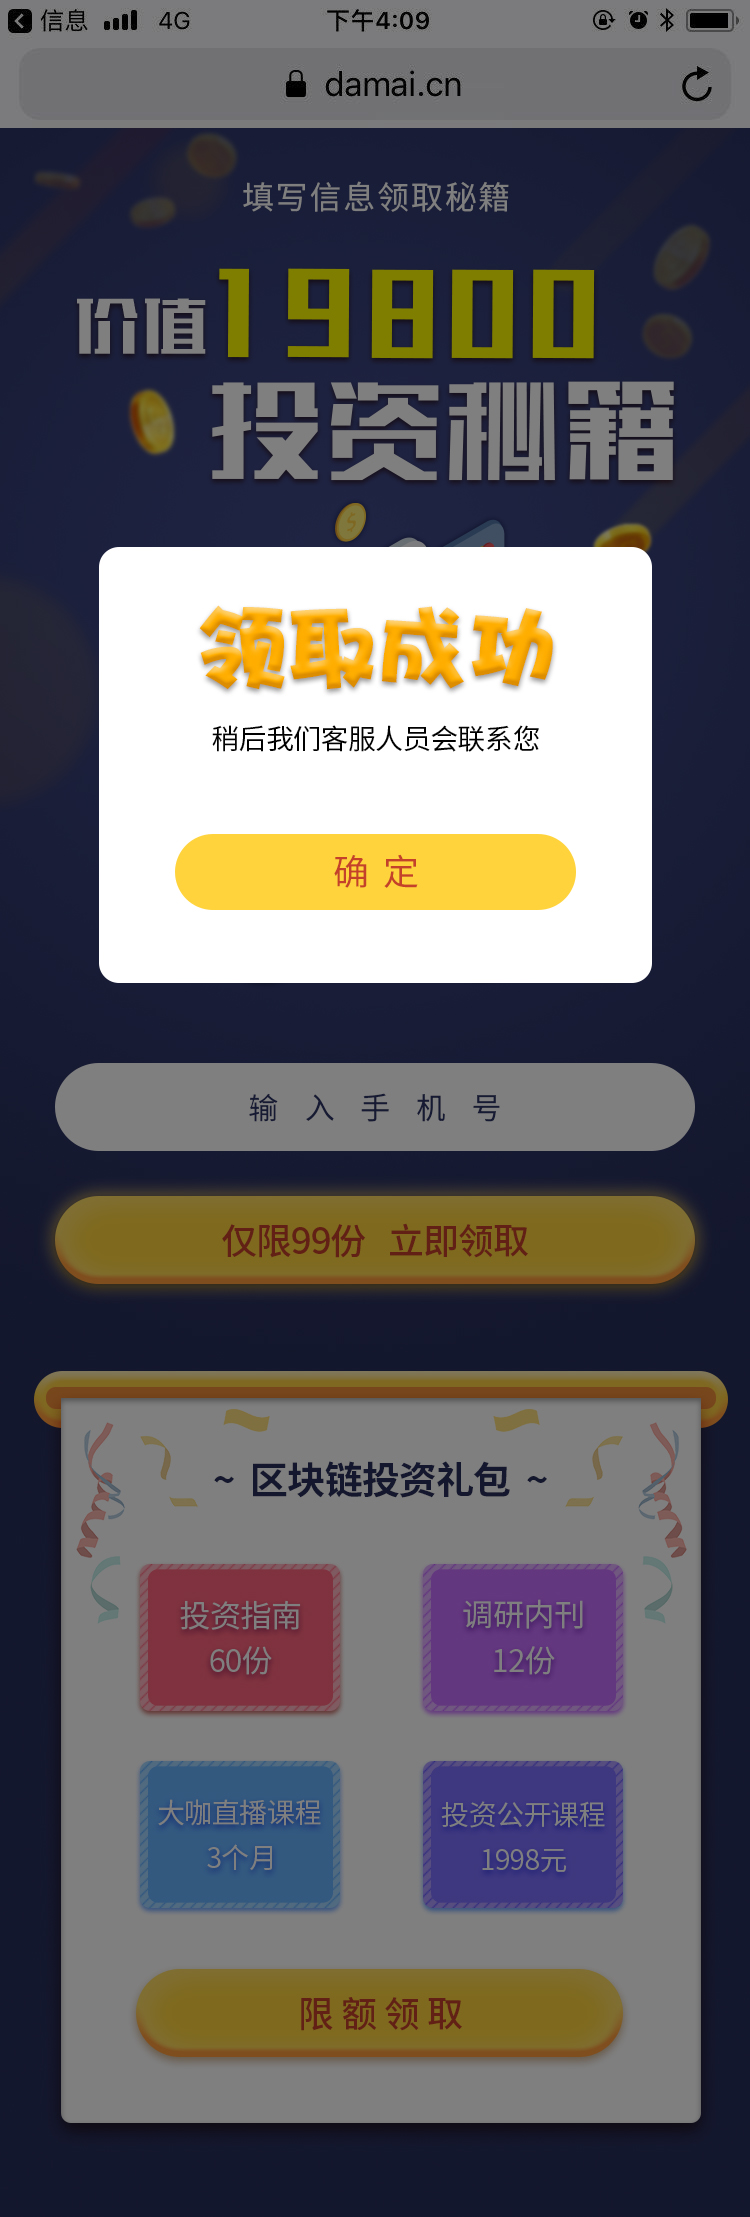 信息 4G 下午4:09
damai.cn
填写信息领取秘籍
价值19800
投资秘籍
领取成功
稍后我们客服人员会联系您
确 定
输 入 手 机 号
仅限99份 立即领取
~ 区块链投资礼包 ~
投资指南
60份
调研内刊
12份
大咖直播课程
3个月
投资公开课程
1998元
限额领取